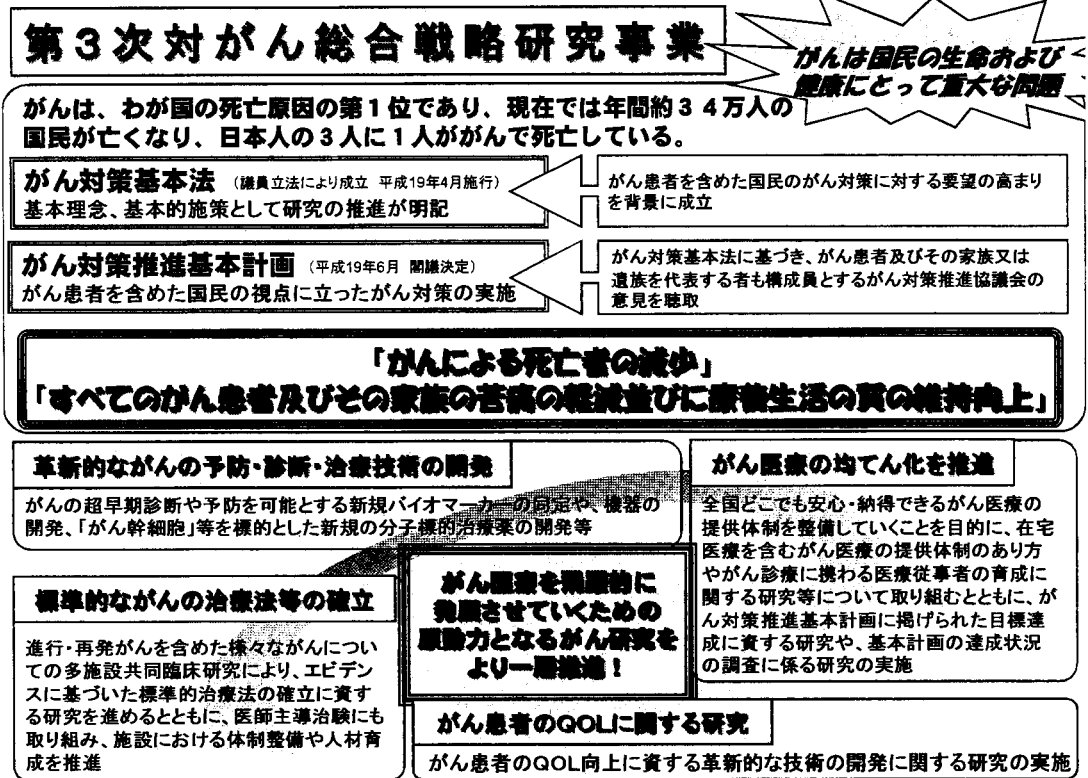 第3次対がん総合戦略研究事業
がんは国民の生命および
健康にとって重大な問題
がんは、わが国の死亡原因の第1位であり、現在では年間約34万人の
国民が亡くなり、日本人の3人に1人ががんで死亡している。
がん対策基本法 (議員立法により成立 平成19年4月施行)
基本理念、基本的施策として研究の推進が明記
がん患者を含めた国民のがん対策に対する要望の高まり
を背景に成立
がん対策推進基本計画 (平成19年6月 閣議決定)
がん患者を含めた国民の視点に立ったがん対策の実施
がん対策基本法に基づき、がん患者及びその家族又は
遺族を代表する者も構成員とするがん対策推進協議会の
意見を聴取
「がんによる死亡者の減少」
「すべてのがん患者及びその家族の苦痛の軽減並びに療養生活の質の維持向上」
革新的ながんの予防・診断・治療技術の開発
がんの超早期診断や予防を可能とする新規バイオマーカーの同定や、機器の
開発、「がん幹細胞」等を標的とした新規の分子標的治療薬の開発等
がん医療の均てん化を推進
全国どこでも安心・納得できるがん医療の
提供体制を整備していくことを目的に、在宅
医療を含むがん医療の提供体制のあり方
やがん診療に携わる医療従事者の育成に
関する研究等について取り組むとともに、が
ん対策推進基本計画に掲げられた目標達
成に資する研究や、基本計画の達成状況
の調査に係る研究の実施
標準的ながんの治療法等の確立
進行・再発がんを含めた様々ながんについ
ての多施設共同臨床研究により、エビデン
スに基づいた標準的治療法の確立に資す
る研究を進めるとともに、医師主導治験にも
取り組み、施設における体制整備や人材育
成を推進
がん医療を飛躍的に
発展させていくための
原動力となるがん研究を
より一層推進!
がん患者のQOLに関する研究
がん患者のQOL向上に資する革新的な技術の開発に関する研究の実施